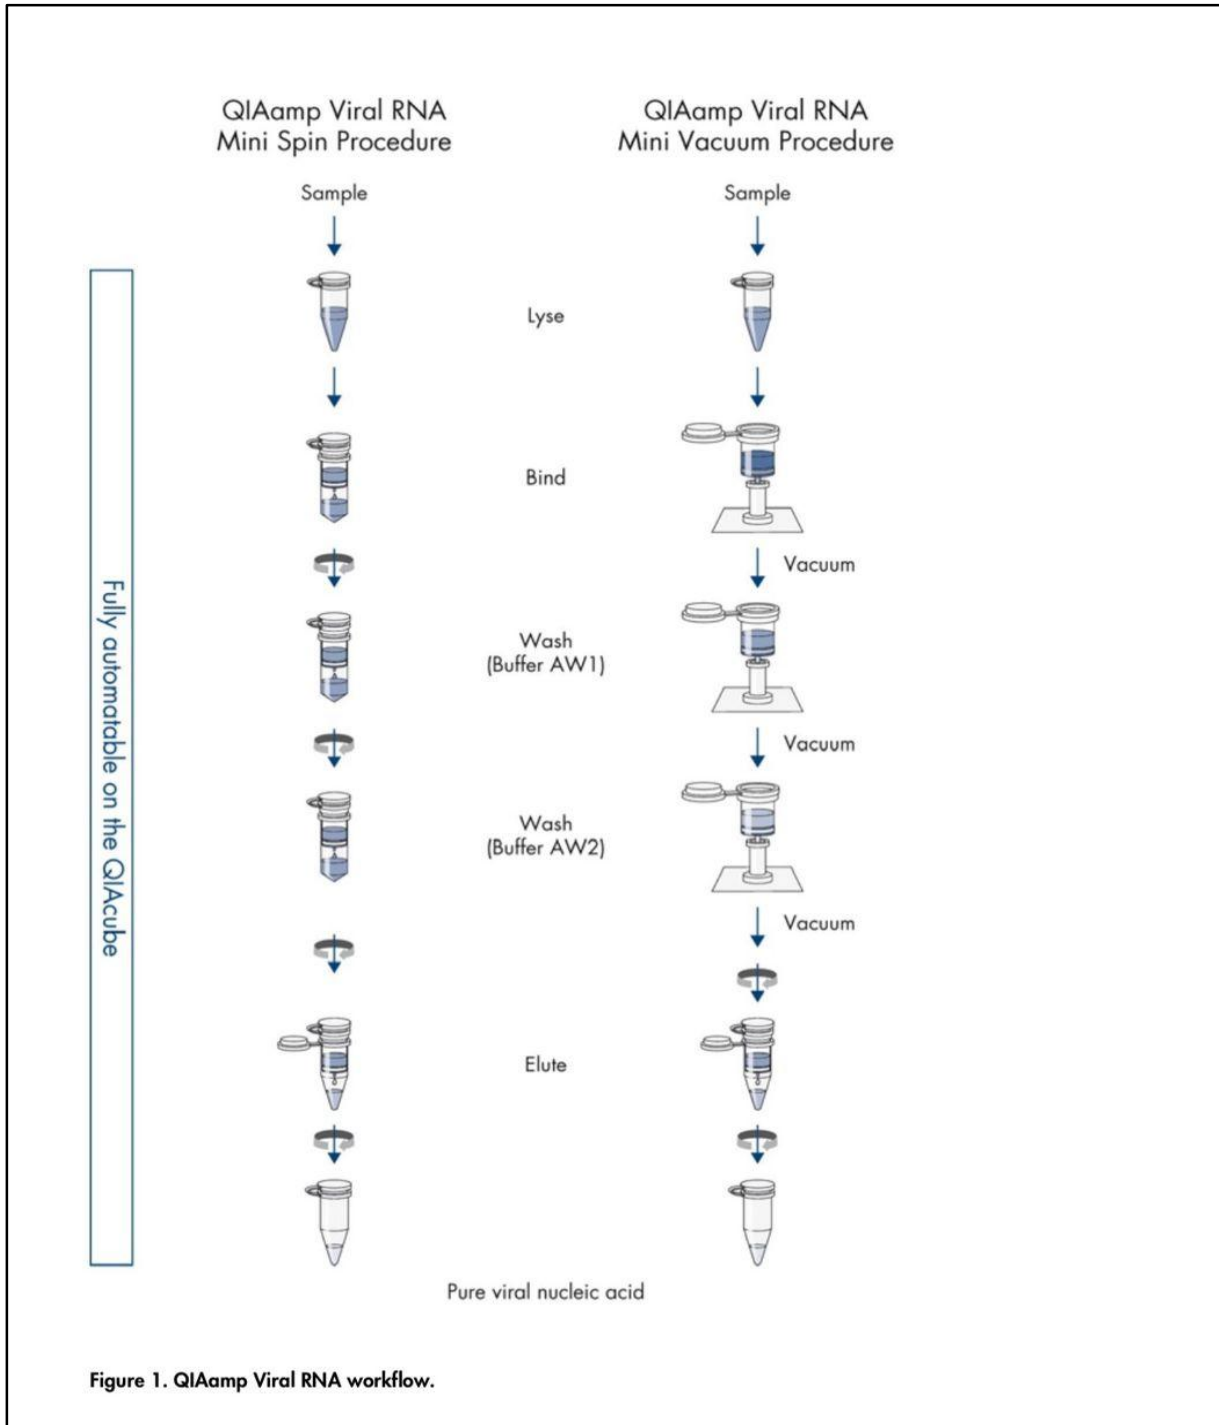 QIAamp Viral RNA
Mini Spin Procedure
QIAamp Viral RNA
Mini Vacuum Procedure
Sample
Sample
Lyse
Bind
Vacuum
Wash
(Buffer AW1)
Vacuum
Wash
(Buffer AW2)
Vacuum
Elute
Pure viral nucleic acid
Fully automatable on the QIAcube
Figure 1. QIAamp Viral RNA workflow.